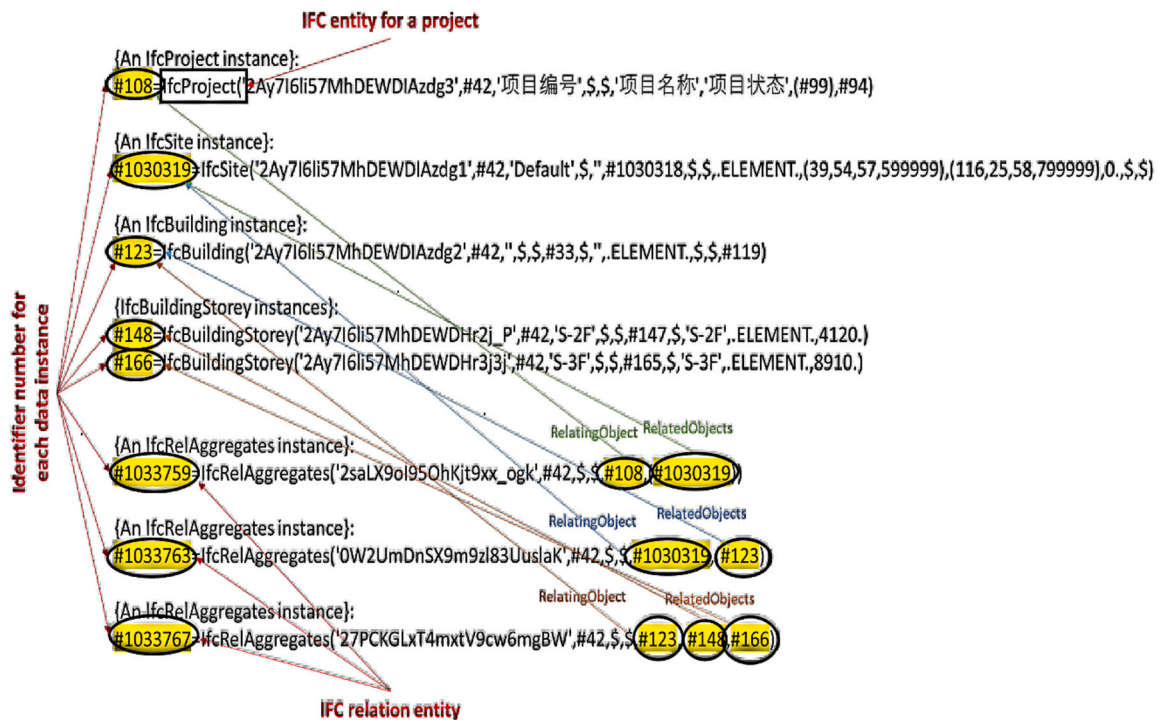 IFC entity for a project
{An IfcProject instance}:
#108=IfcProject('2Ay7I6Ii57MhDEWDIAzdg3',#42,'项目编号',$,$,'项目名称','项目状态',(#99),#94)
{An IfcSite instance}:
#1030319=IfcSite('2Ay7I6Ii57MhDEWDIAzdg1',#42,'Default',$,'',#1030318,$,$,.ELEMENT.,(39,54,57,599999),(116,25,58,799999),0.,$,$)
{An IfcBuilding instance}:
#123=IfcBuilding('2Ay7I6Ii57MhDEWDIAzdg2',#42,'',$,$,#33,$,'',.ELEMENT.,$,$,#119)
{IfcBuildingStorey instances}:
#148=IfcBuildingStorey('2Ay7I6Ii57MhDEWDHr2j_P',#42,'S-2F',$,$,#147,$,'S-2F',.ELEMENT.,4120.)
#166=IfcBuildingStorey('2Ay7I6Ii57MhDEWDHr3j3j',#42,'S-3F',$,$,#165,$,'S-3F',.ELEMENT.,8910.)
Identifier number for
each data instance
RelatingObject RelatedObjects
{An IfcRelAggregates instance}:
#1033759=IfcRelAggregates('2saLX9oI95OhKjt9xx_ogk',#42,$,$,#108,(#1030319,))
RelatingObject RelatedObjects
{An IfcRelAggregates instance}:
#1033763=IfcRelAggregates('0W2UmDnSX9m9zl83UuslaK',#42,$,$,#1030319,(#123)
RelatingObject RelatedObjects
{An IfcRelAggregates instance}:
#1033767=IfcRelAggregates('27PCKGLxT4mxtV9cw6mgBW',#42,$,$,#123,(#148,#166)
IFC relation entity